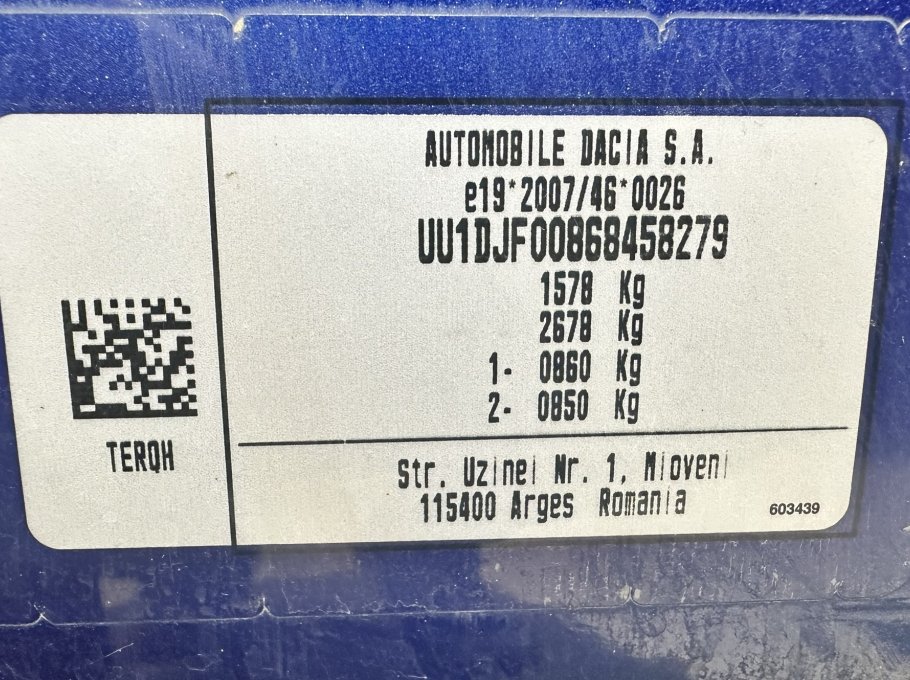 AUTOMOBILE DACIA S.A.
e19*2007/46*0026
UU1DJF00868458279
1578 Kg
2678 Kg
1- 0860 Kg
2- 0850 Kg
TERQH
Str. Uzinei Nr. 1, Mioveni
115400 Arges Romania
603439